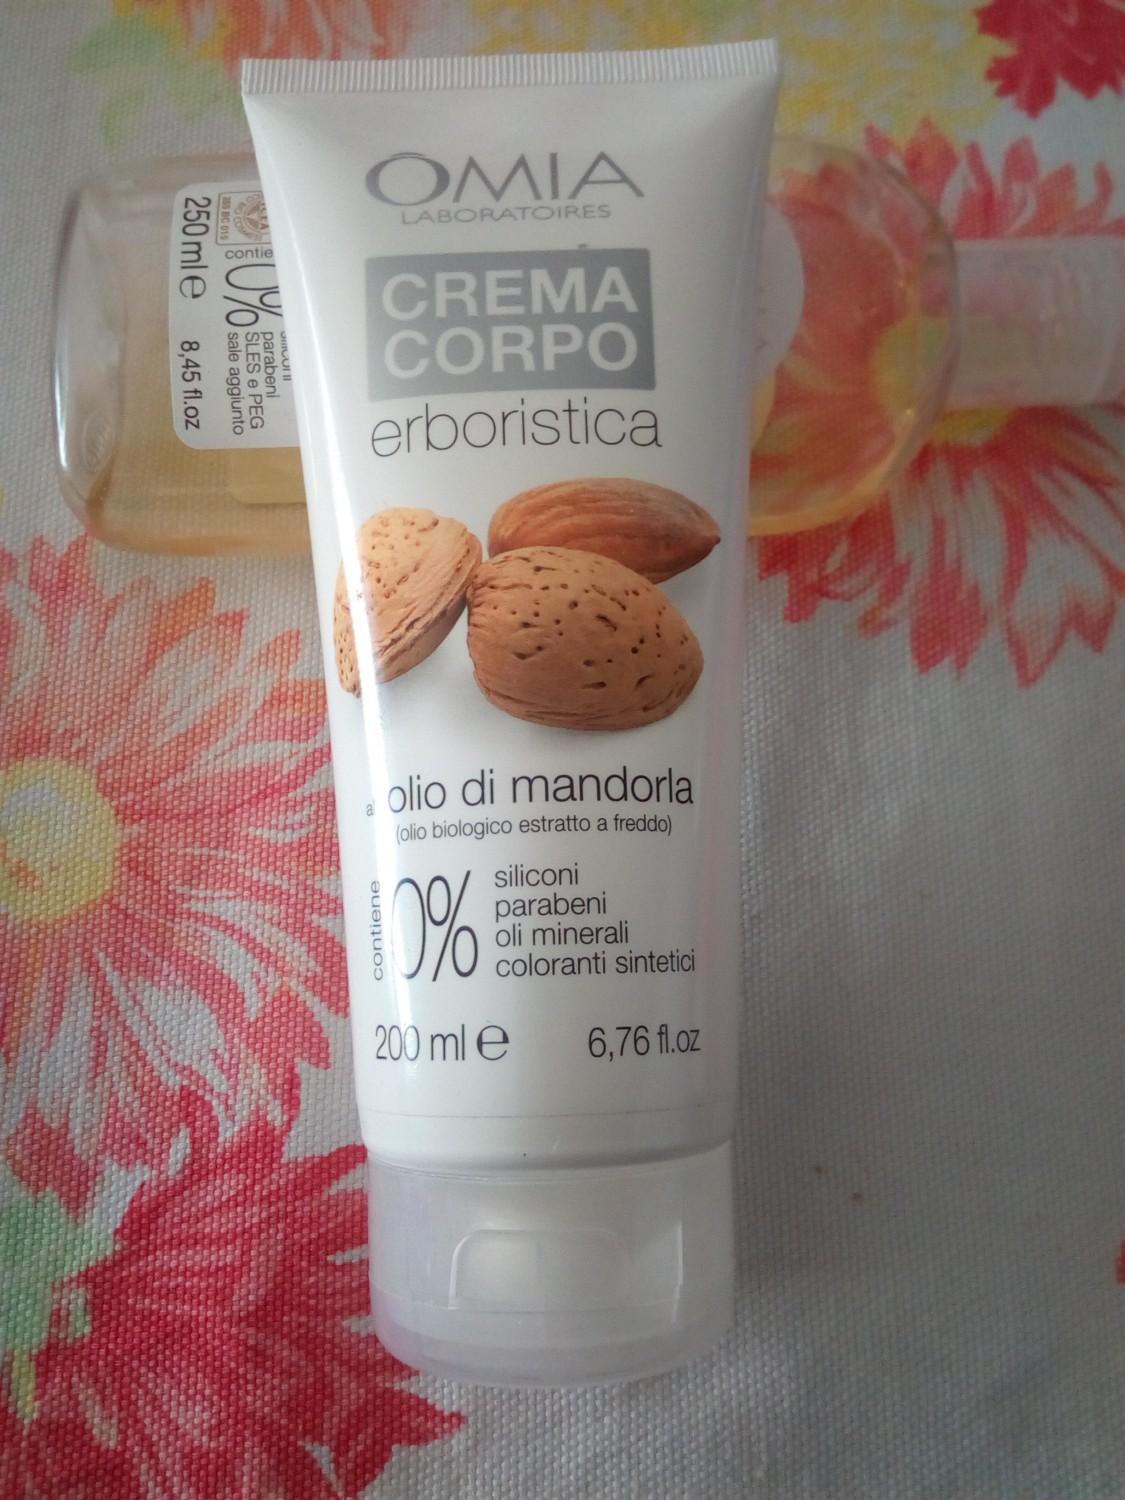 OMIA
LABORATOIRES
CREMA
CORPO
erboristica
olio di mandorla
(olio biologico estratto a freddo)
contiene
0%
siliconi
parabeni
oli minerali
coloranti sintetici
200 ml e
6,76 fl.oz
250 ml e
8,45 fl.oz
0%
parabeni
SLES e PEG
sale aggiunto